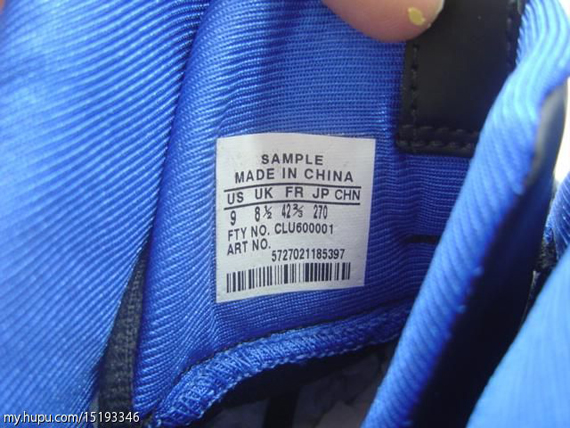 SAMPLE
MADE IN CHINA
US UK FR JP CHN
9 8½ 42⅔ 270
FTY NO. CLU600001
ART NO.
5727021185397
my.hupu.com/15193346